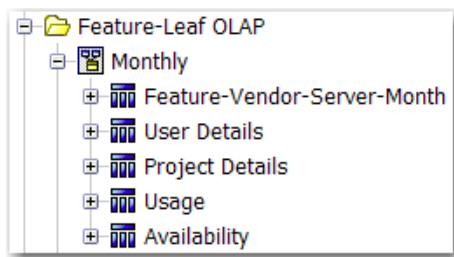 Feature-Leaf OLAP
Monthly
Feature-Vendor-Server-Month
User Details
Project Details
Usage
Availability